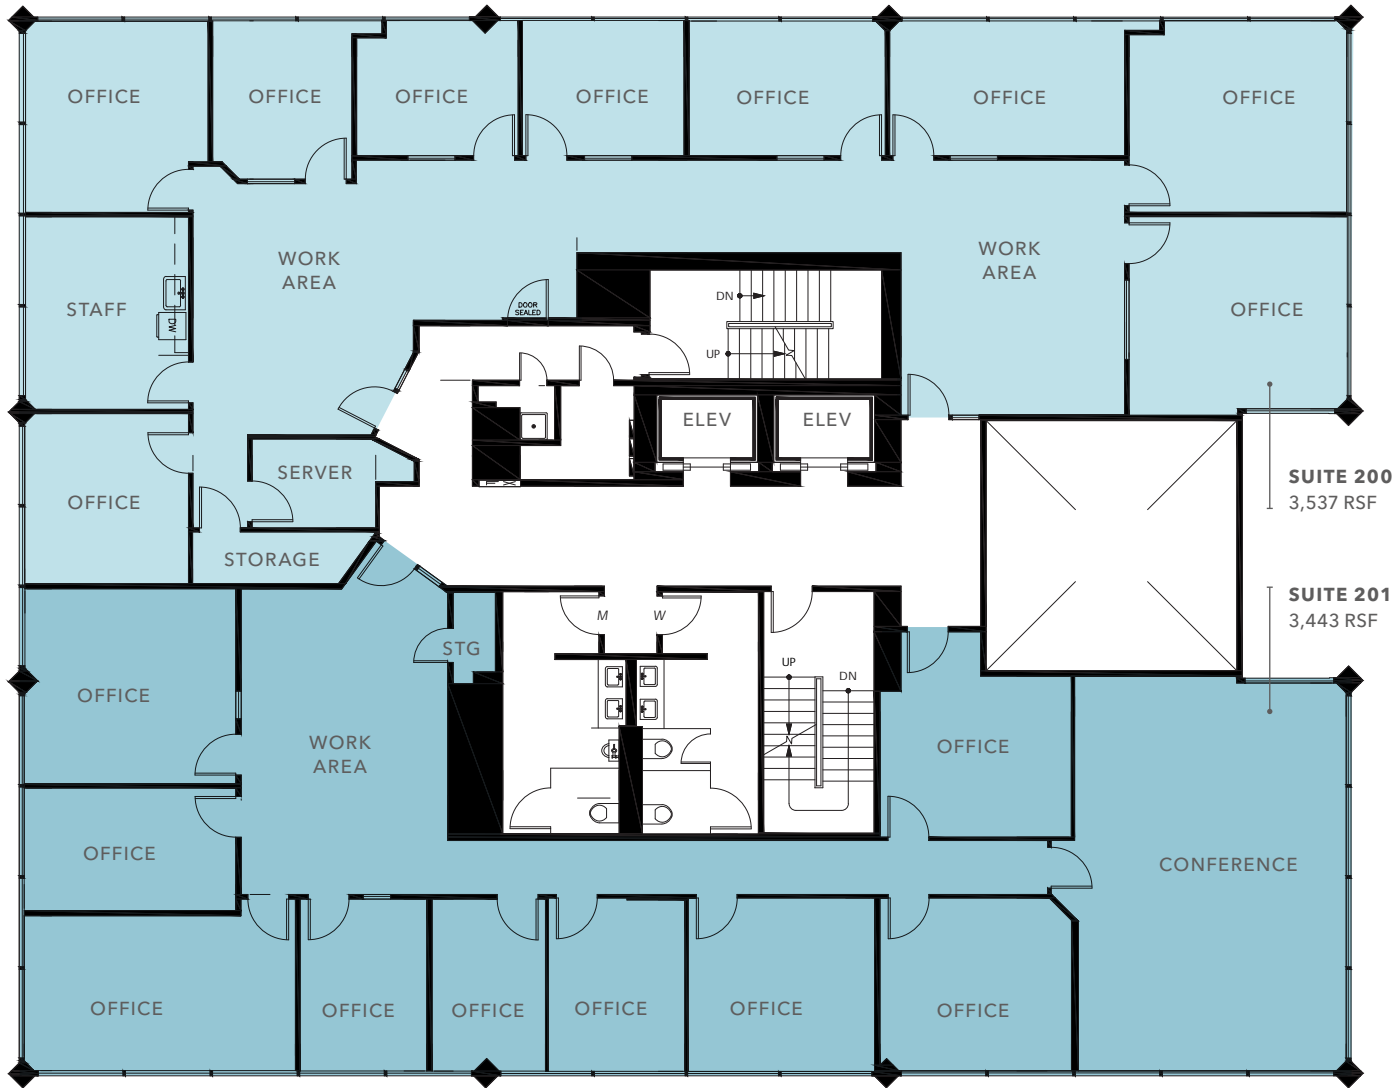 OFFICE
OFFICE
OFFICE
OFFICE
OFFICE
OFFICE
OFFICE
WORK
AREA
WORK
AREA
STAFF
DW
DOOR
SEALED
DN
UP
OFFICE
ELEV
ELEV
SERVER
OFFICE
STORAGE
SUITE 200
3,537 RSF
SUITE 201
3,443 RSF
M
W
STG
UP
DN
OFFICE
WORK
AREA
OFFICE
OFFICE
CONFERENCE
OFFICE
OFFICE
OFFICE
OFFICE
OFFICE
OFFICE